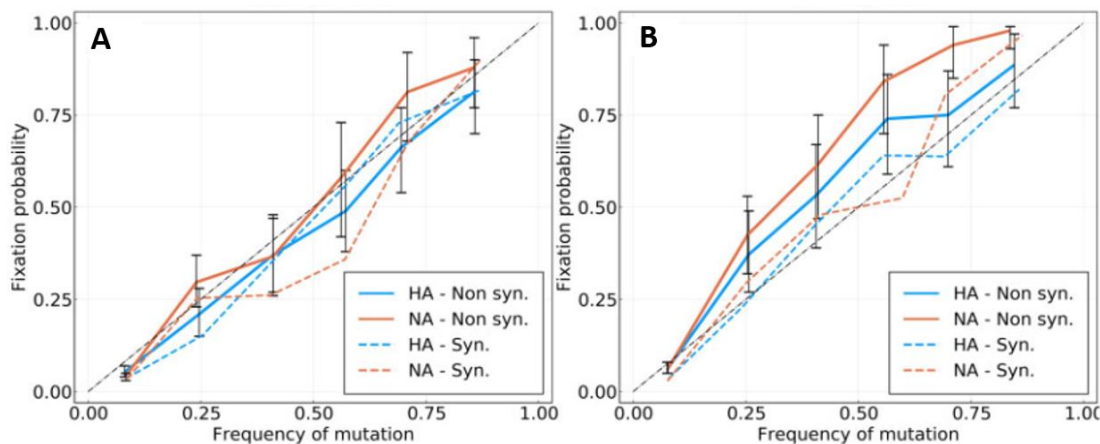 A
Fixation probability
1.00
0.75
0.50
0.25
0.00
HA - Non syn.
NA - Non syn.
HA - Syn.
NA - Syn.
0.00 0.25 0.50 0.75 1.00
Frequency of mutation
B
Fixation probability
1.00
0.75
0.50
0.25
0.00
HA - Non syn.
NA - Non syn.
HA - Syn.
NA - Syn.
0.00 0.25 0.50 0.75 1.00
Frequency of mutation